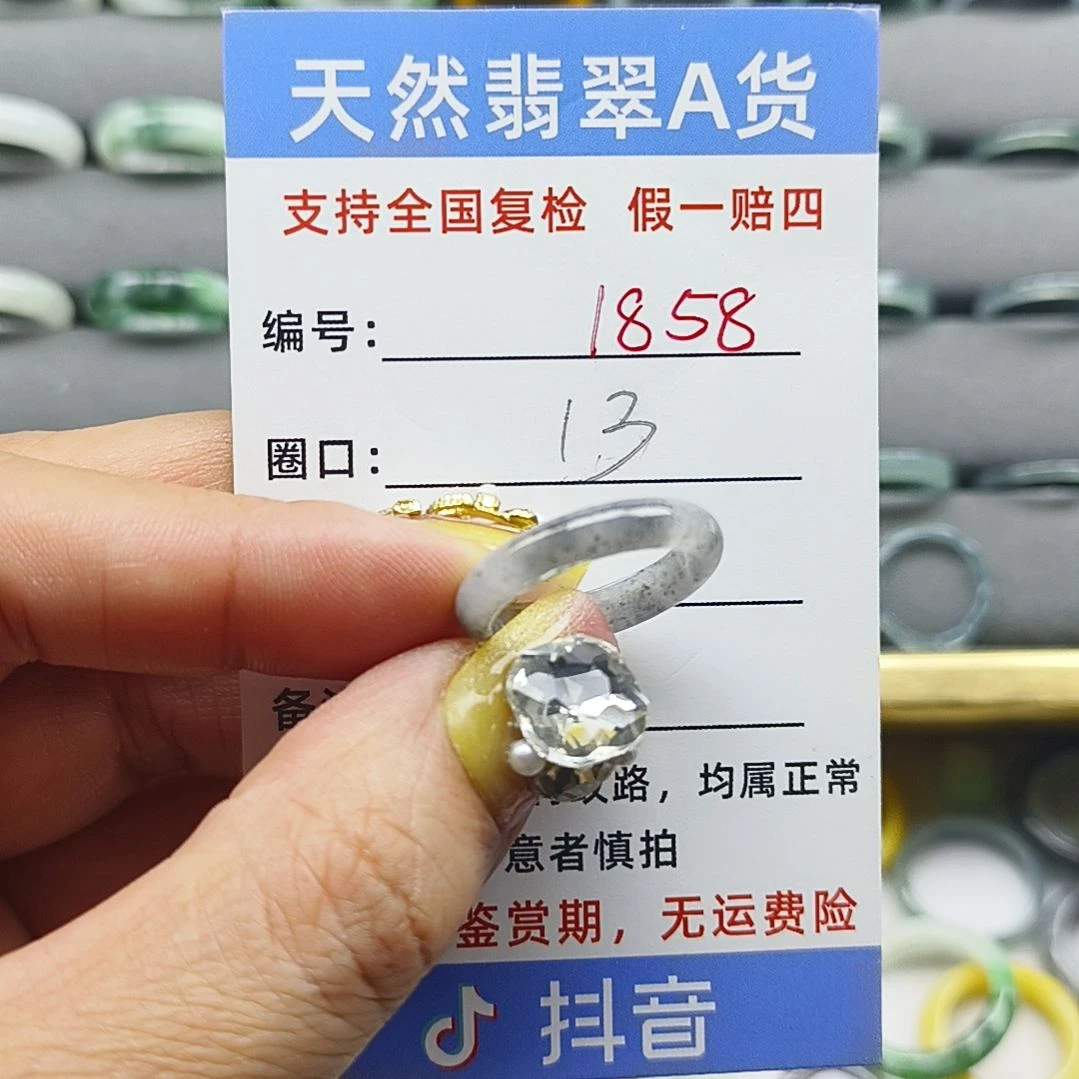 天然翡翠A货
支持全国复检 假一赔四
编号: 1858
圈口: 13
备
路，均属正常
意者慎拍
鉴赏期，无运费险
抖音